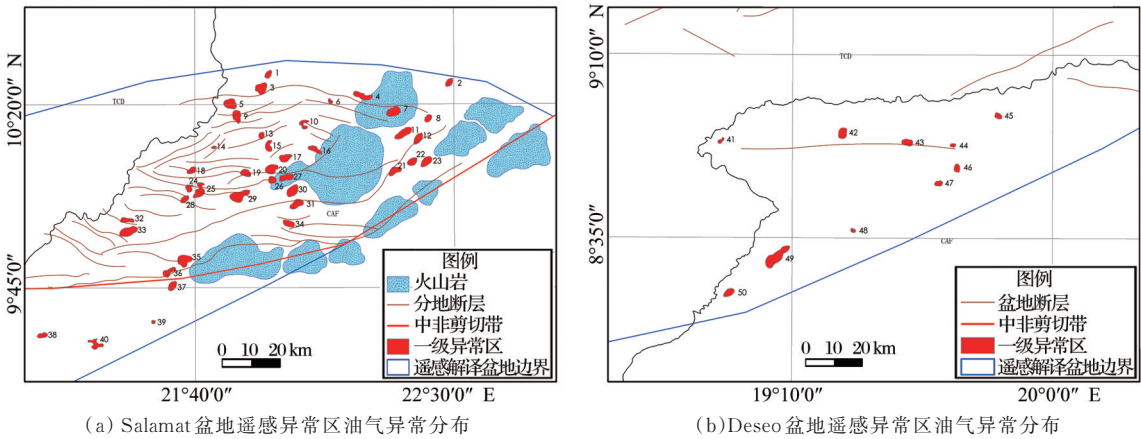 N
10°20′0″
9°45′0″
TCD
CAF
1
2
3
4
5
6
7
8
9
10
11
12
13
14
15
16
17
18
19
20
21
22
23
24
25
26
27
28
29
30
31
32
33
34
35
36
37
38
39
40
图例
火山岩
分地断层
中非剪切带
一级异常区
遥感解译盆地边界
0 10 20 km
21°40′0″
22°30′0″ E
(a) Salamat盆地遥感异常区油气异常分布
N
9°10′0″
8°35′0″
TCD
CAF
41
42
43
44
45
46
47
48
49
50
图例
盆地断层
中非剪切带
一级异常区
遥感解译盆地边界
0 10 20 km
19°10′0″
20°0′0″ E
(b)Deseo盆地遥感异常区油气异常分布